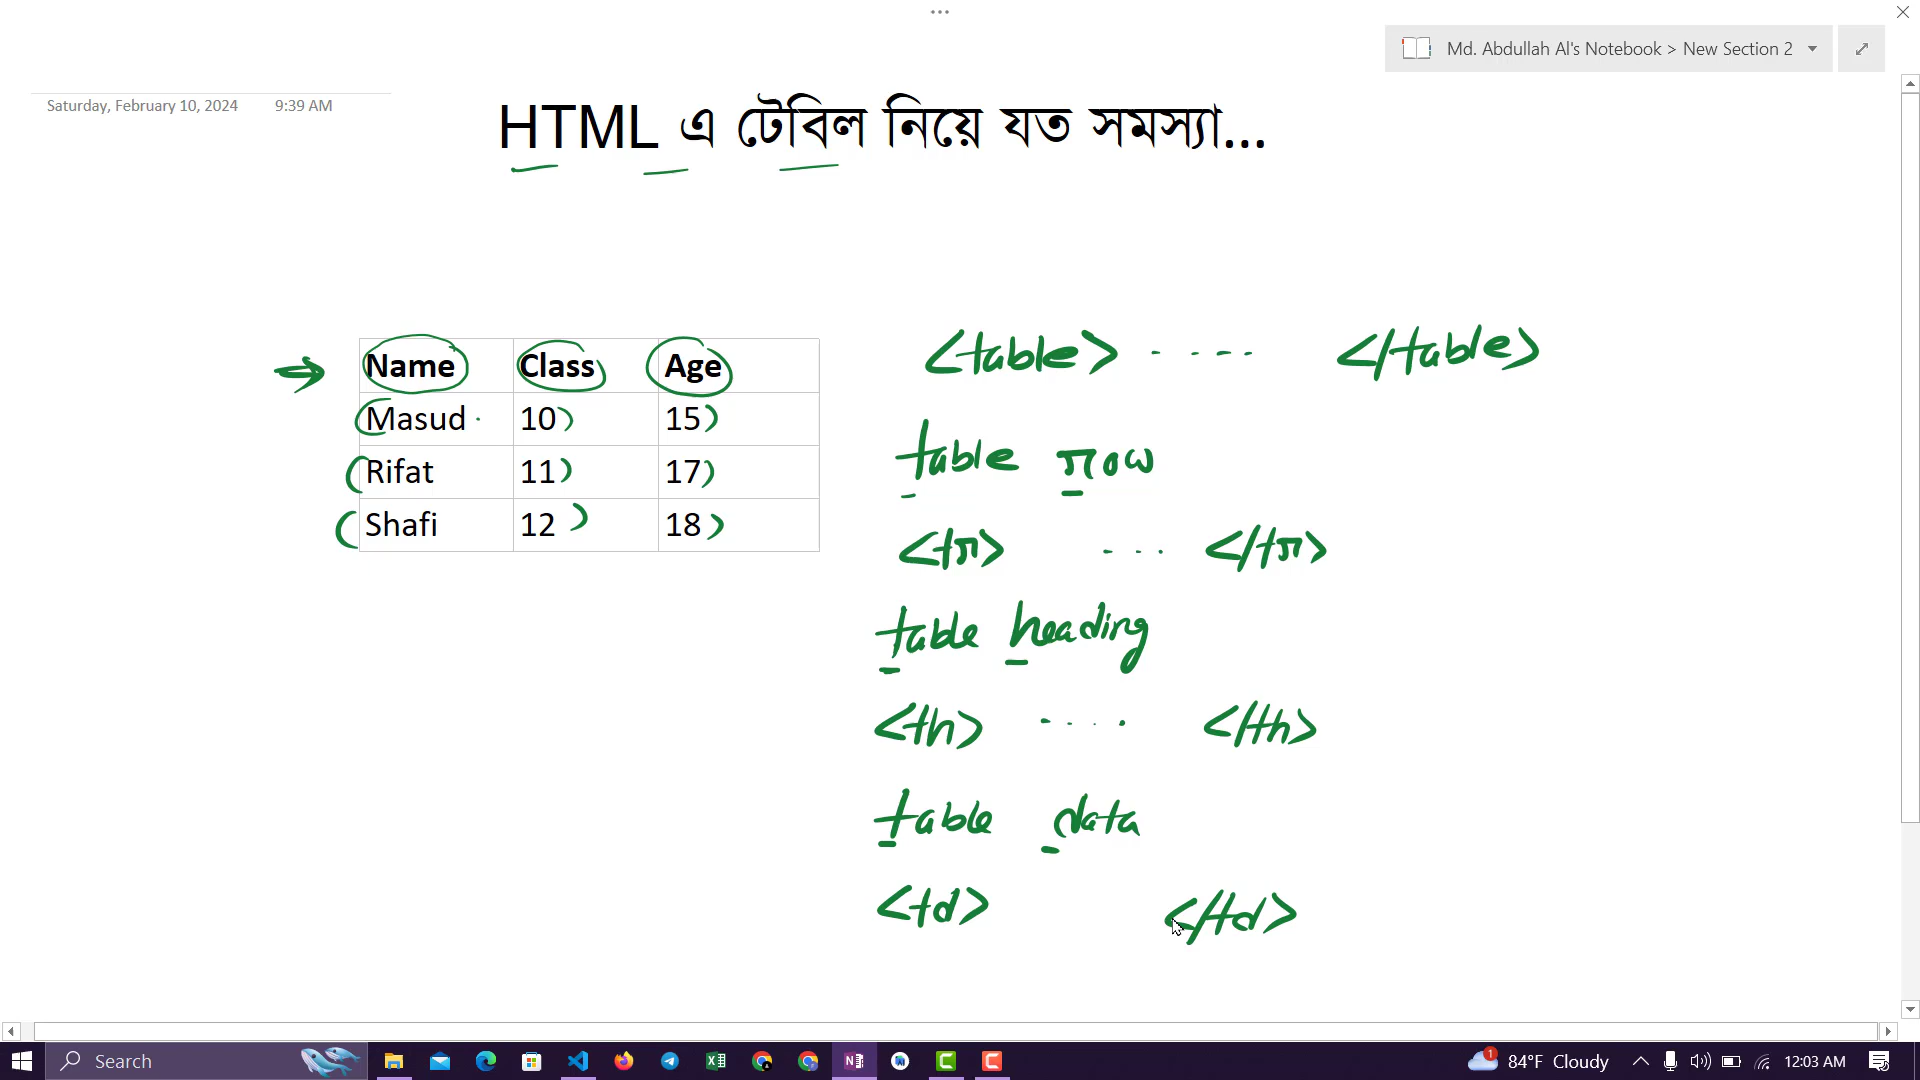 Md. Abdullah Al's Notebook > New Section 2
Saturday, February 10, 2024 9:39 AM
HTML এ টেবিল নিয়ে যত সমস্যা...
Name Class Age
Masud 10 15
Rifat 11 17
Shafi 12 18
<table> ..... </table>
table row
<tr> ... </tr>
table heading
<th> .... </th>
table data
<td> </td>
Search
84°F Cloudy
12:03 AM